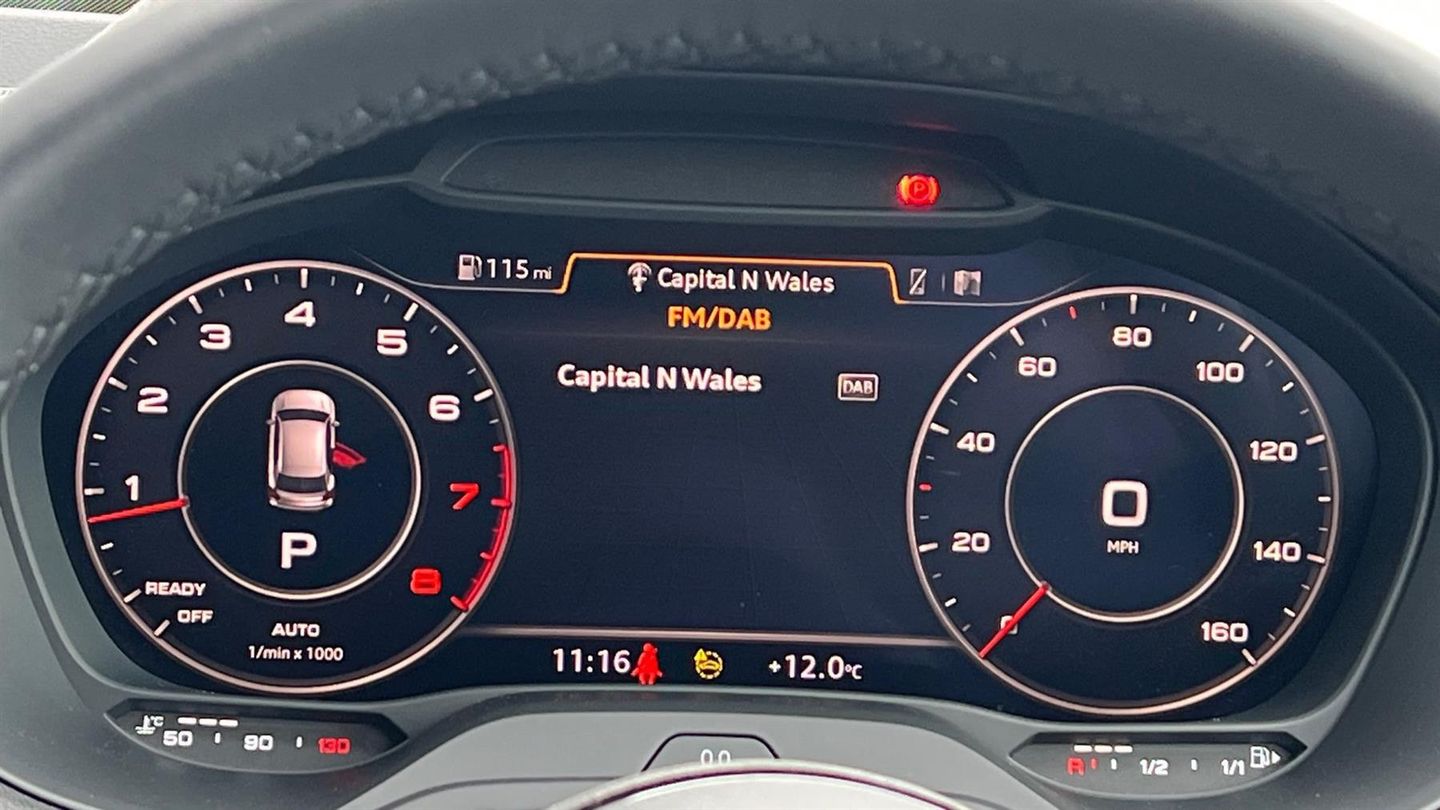 P
115 mi
Capital N Wales
FM/DAB
Capital N Wales
DAB
1
2
3
4
5
6
7
8
READY
OFF
P
AUTO
1/min x 1000
0
20
40
60
80
100
120
140
160
0
MPH
11:16
+12.0°C
°C
50
90
130
R
1/2
1/1